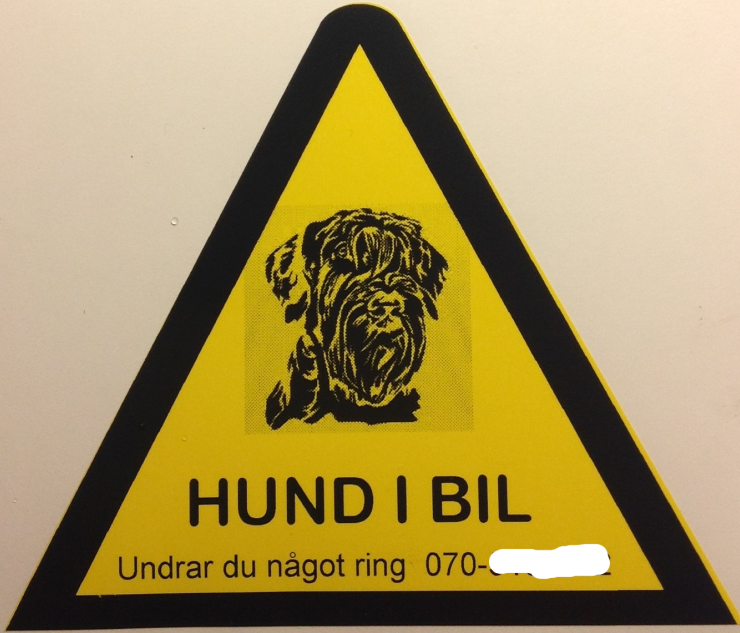 HUND I BIL
Undrar du något ring 070-